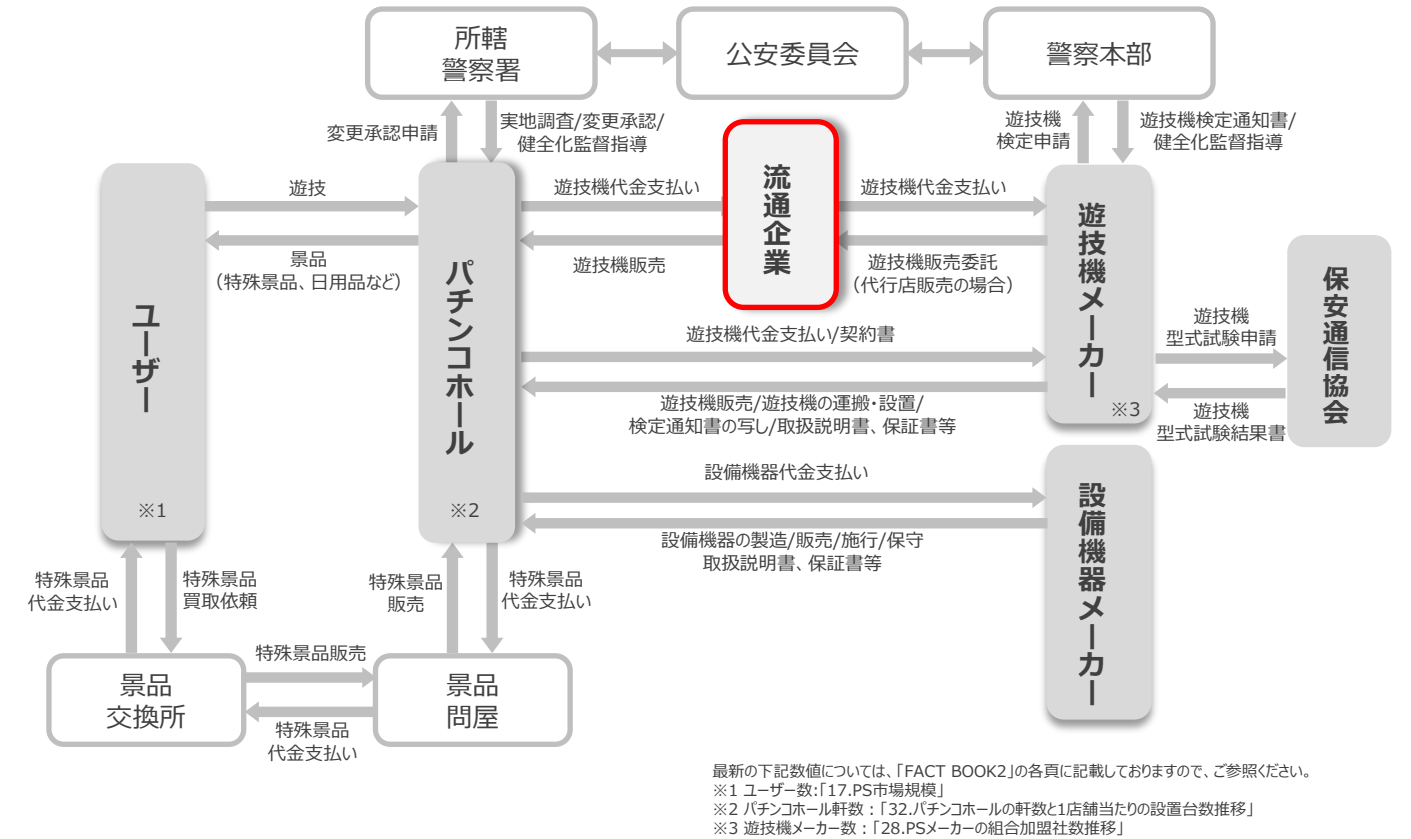 所轄
警察署
公安委員会
警察本部
変更承認申請
実地調査/変更承認/
健全化監督指導
遊技機
検定申請
遊技機検定通知書/
健全化監督指導
ユーザー
※1
遊技
景品
（特殊景品、日用品など）
パチンコホール
※2
遊技機代金支払い
遊技機販売
流通企業
遊技機代金支払い
遊技機販売委託
（代行店販売の場合）
遊技機メーカー
※3
遊技機代金支払い/契約書
遊技機販売/遊技機の運搬・設置/
検定通知書の写し/取扱説明書、保証書等
遊技機
型式試験申請
遊技機
型式試験結果書
保安通信協会
設備機器代金支払い
設備機器の製造/販売/施行/保守
取扱説明書、保証書等
設備機器メーカー
特殊景品
代金支払い
特殊景品
買取依頼
特殊景品
販売
特殊景品
代金支払い
景品
交換所
特殊景品販売
特殊景品
代金支払い
景品
問屋
最新の下記数値については、「FACT BOOK2」の各頁に記載しておりますので、ご参照ください。
※1 ユーザー数：「17.PS市場規模」
※2 パチンコホール軒数：「32.パチンコホールの軒数と1店舗当たりの設置台数推移」
※3 遊技機メーカー数：「28.PSメーカーの組合加盟社数推移」